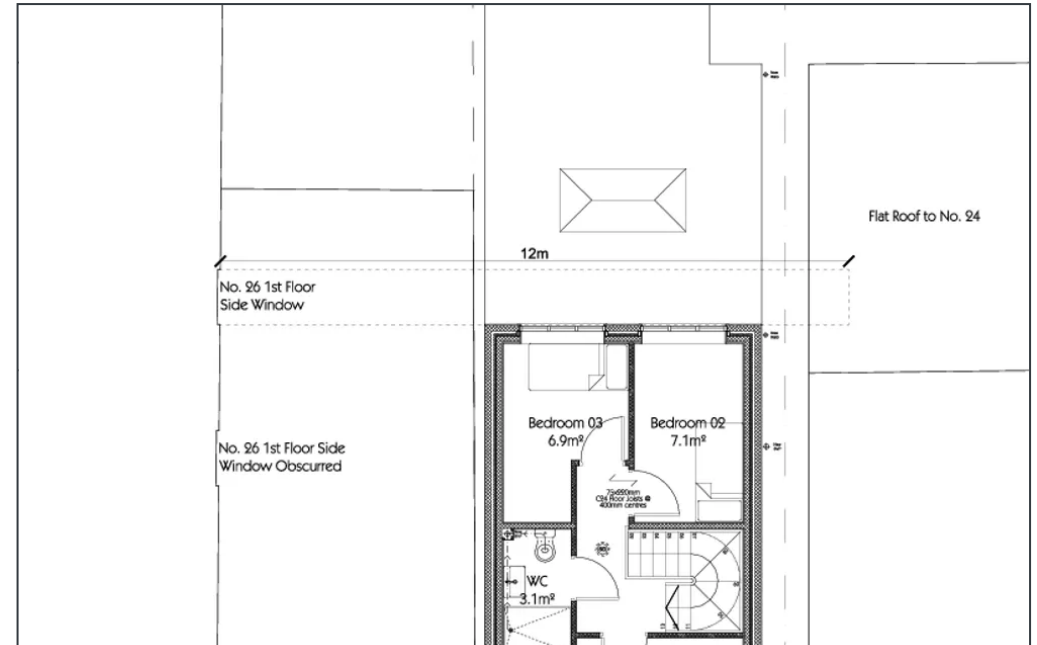 Flat Roof to No. 24
12m
No. 26 1st Floor
Side Window
Bedroom 03
6.9m²
Bedroom 02
7.1m²
No. 26 1st Floor Side
Window Obscurred
75x220mm
C24 Floor Joists @
400mm centres
WC
3.1m²